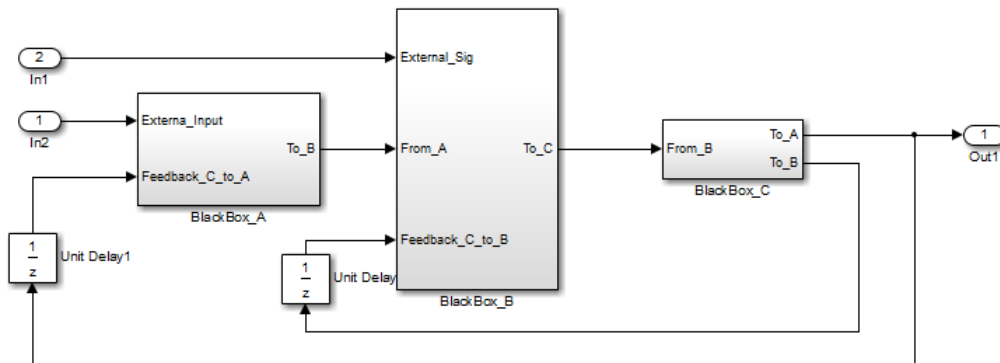 2
In1
External_Sig
1
In2
Externa_Input
To_B
Feedback_C_to_A
BlackBox_A
From_A
To_C
Feedback_C_to_B
BlackBox_B
From_B
To_A
To_B
BlackBox_C
1
Out1
1
z
Unit Delay1
1
z
Unit Delay